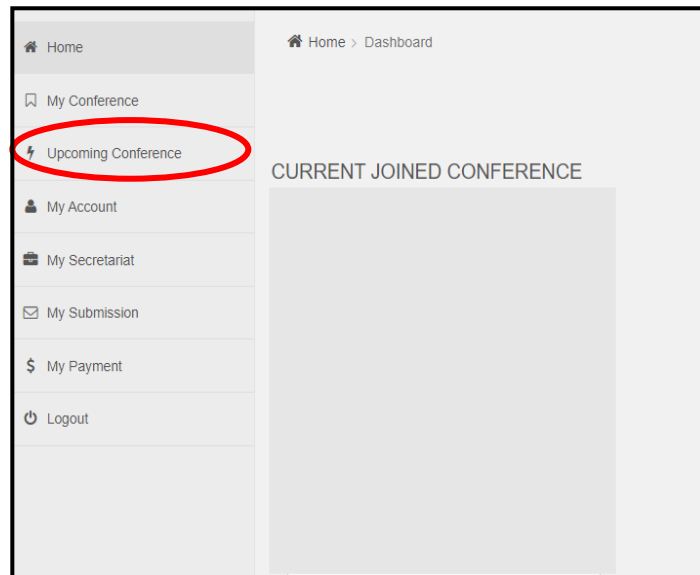 Home
My Conference
Upcoming Conference
My Account
My Secretariat
My Submission
My Payment
Logout
Home > Dashboard
CURRENT JOINED CONFERENCE